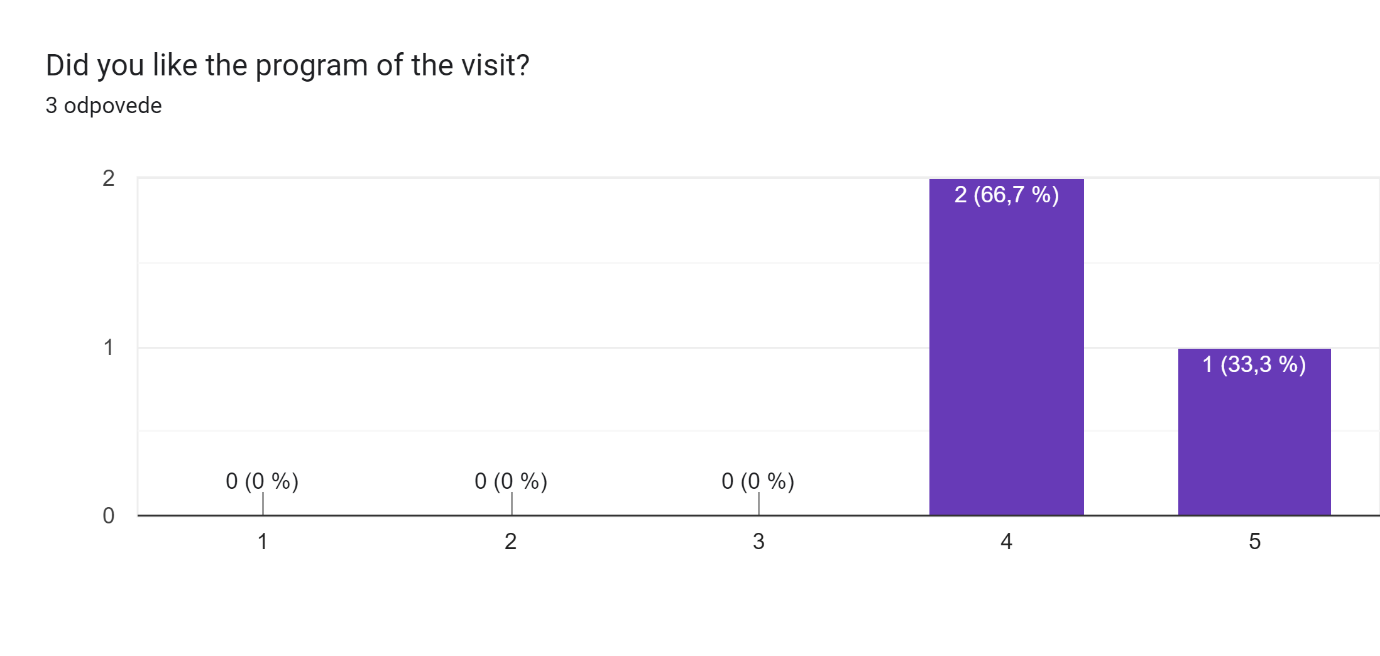 Did you like the program of the visit?
3 odpovede
2
2 (66,7 %)
1
1 (33,3 %)
0 (0 %)
0 (0 %)
0 (0 %)
0
1
2
3
4
5